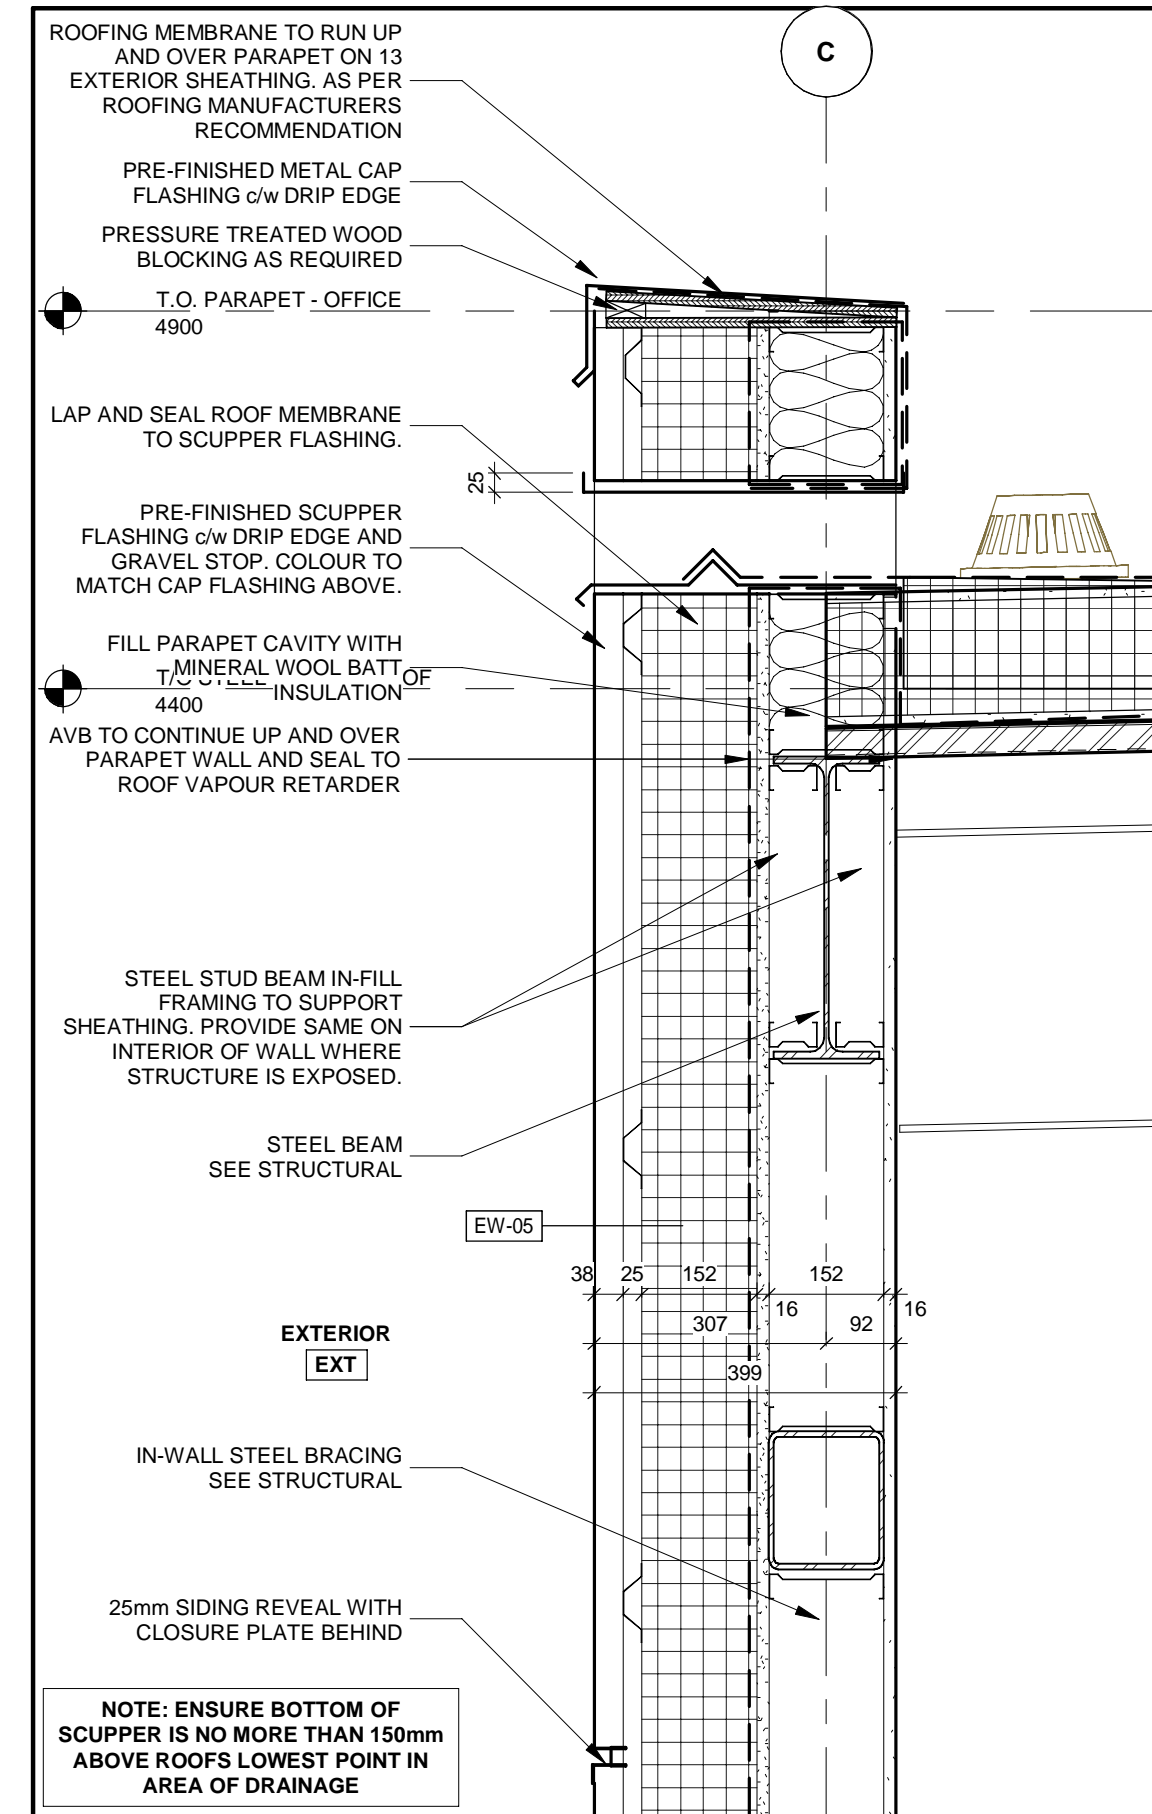 ROOFING MEMBRANE TO RUN UP
AND OVER PARAPET ON 13
EXTERIOR SHEATHING. AS PER
ROOFING MANUFACTURERS
RECOMMENDATION
C
PRE-FINISHED METAL CAP
FLASHING c/w DRIP EDGE
PRESSURE TREATED WOOD
BLOCKING AS REQUIRED
T.O. PARAPET - OFFICE
4900
LAP AND SEAL ROOF MEMBRANE
TO SCUPPER FLASHING.
25
PRE-FINISHED SCUPPER
FLASHING c/w DRIP EDGE AND
GRAVEL STOP. COLOUR TO
MATCH CAP FLASHING ABOVE.
FILL PARAPET CAVITY WITH
MINERAL WOOL BATT
INSULATION
4400
AVB TO CONTINUE UP AND OVER
PARAPET WALL AND SEAL TO
ROOF VAPOUR RETARDER
STEEL STUD BEAM IN-FILL
FRAMING TO SUPPORT
SHEATHING. PROVIDE SAME ON
INTERIOR OF WALL WHERE
STRUCTURE IS EXPOSED.
STEEL BEAM
SEE STRUCTURAL
EW-05
38 25 152 152
16 16
307 92
399
EXTERIOR
EXT
IN-WALL STEEL BRACING
SEE STRUCTURAL
25mm SIDING REVEAL WITH
CLOSURE PLATE BEHIND
NOTE: ENSURE BOTTOM OF
SCUPPER IS NO MORE THAN 150mm
ABOVE ROOFS LOWEST POINT IN
AREA OF DRAINAGE